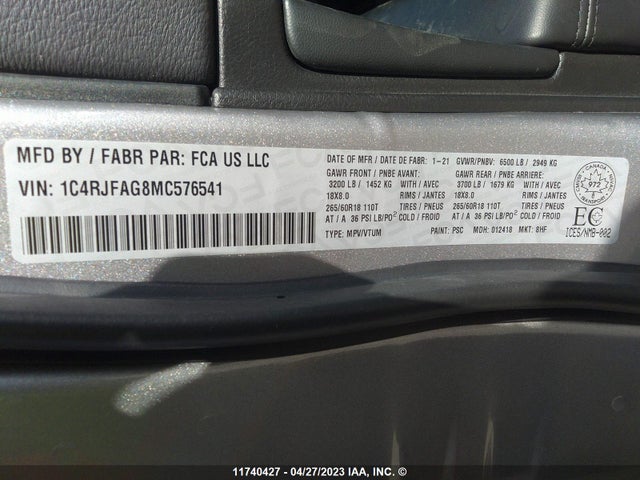 MFD BY / FABR PAR: FCA US LLC
VIN: 1C4RJFAG8MC576541
DATE OF MFR / DATE DE FABR: 1-21 GVWR/PNBV: 6500 LB / 2949 KG
GAWR FRONT / PNBE AVANT: GAWR REAR / PNBE ARRIERE:
3200 LB / 1452 KG 3700 LB / 1679 KG
18X8.0 RIMS / JANTES 18X8.0 RIMS / JANTES
265/60R18 110T TIRES / PNEUS 265/60R18 110T TIRES / PNEUS
AT / A 36 PSI LB/PO² COLD / FROID AT / A 36 PSI LB/PO² COLD / FROID
TYPE: MPV/VTUM PAINT: PSC MDH: 012418 MKT: 8HF
CANADA
972
TRANSPORT
EC
ICES/NMB-002
11740427 - 04/27/2023 IAA, Inc. ©